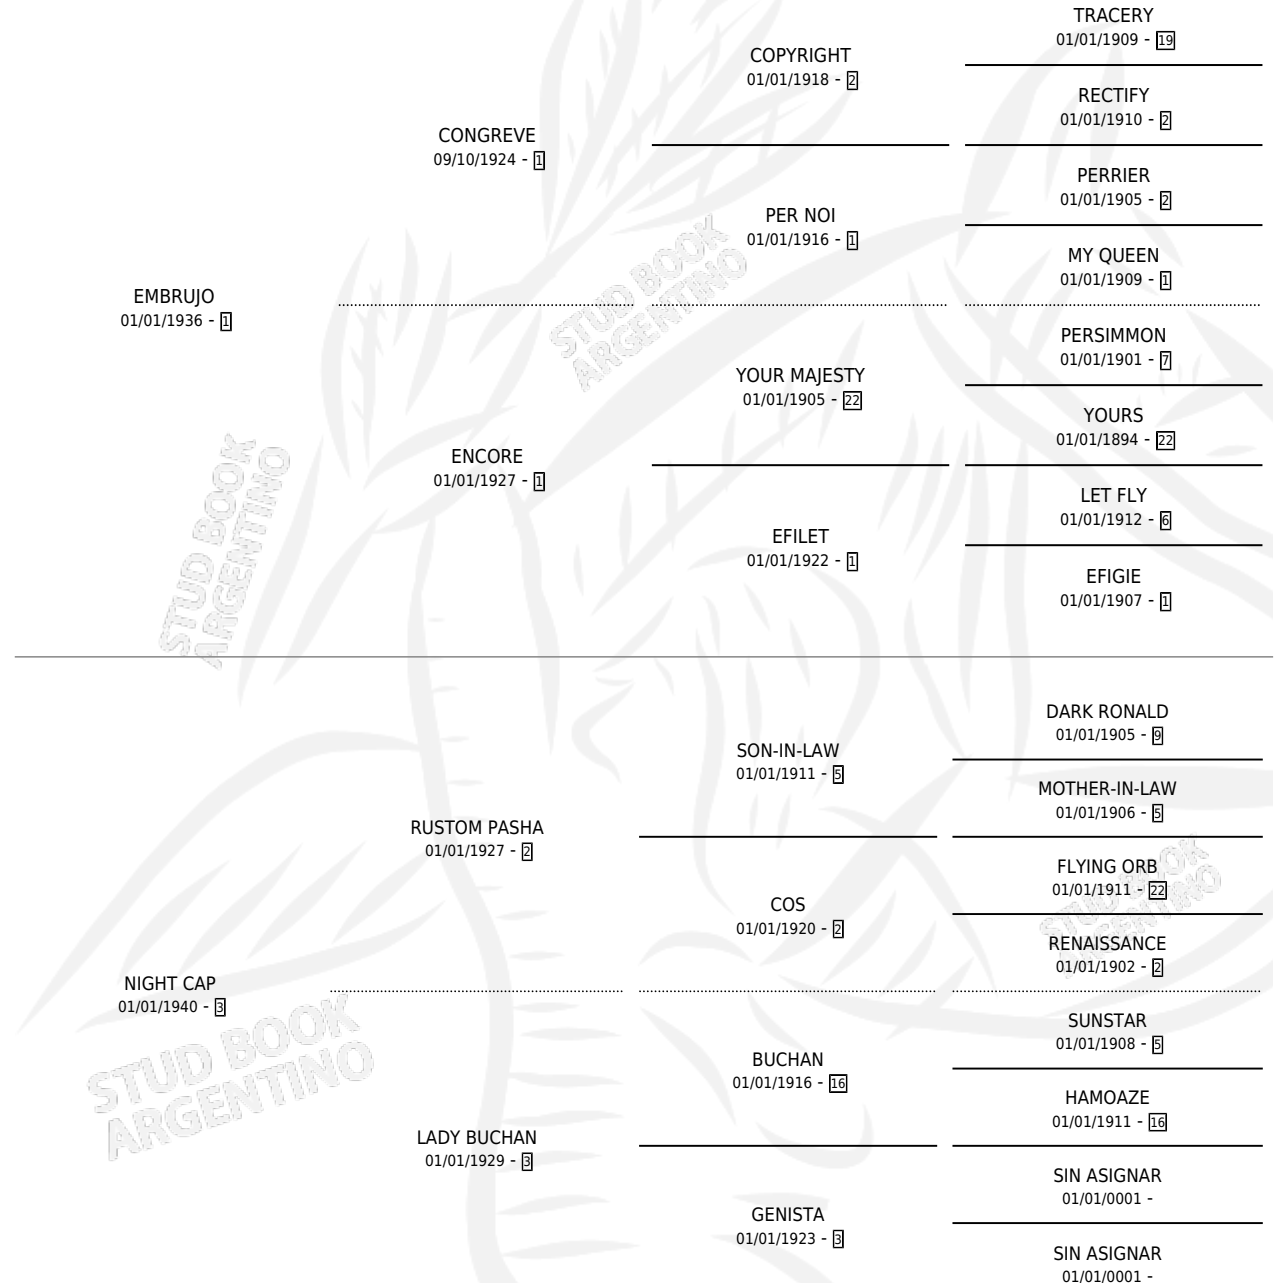 TRACERY
01/01/1909 - 19
COPYRIGHT
01/01/1918 - 2
RECTIFY
01/01/1910 - 2
CONGREVE
09/10/1924 - 1
PERRIER
01/01/1905 - 2
PER NOI
01/01/1916 - 1
MY QUEEN
01/01/1909 - 1
EMBRUJO
01/01/1936 - 1
PERSIMMON
01/01/1901 - 7
YOUR MAJESTY
01/01/1905 - 22
YOURS
01/01/1894 - 22
ENCORE
01/01/1927 - 1
LET FLY
01/01/1912 - 6
EFILET
01/01/1922 - 1
EFIGIE
01/01/1907 - 1
STUD BOOK
ARGENTINO
STUD BOOK
ARGENTINO
DARK RONALD
01/01/1905 - 9
SON-IN-LAW
01/01/1911 - 5
MOTHER-IN-LAW
01/01/1906 - 5
RUSTOM PASHA
01/01/1927 - 2
FLYING ORB
01/01/1911 - 22
COS
01/01/1920 - 2
RENAISSANCE
01/01/1902 - 2
NIGHT CAP
01/01/1940 - 3
SUNSTAR
01/01/1908 - 5
BUCHAN
01/01/1916 - 16
HAMOAZE
01/01/1911 - 16
LADY BUCHAN
01/01/1929 - 3
SIN ASIGNAR
01/01/0001 -
GENISTA
01/01/1923 - 3
SIN ASIGNAR
01/01/0001 -
STUD BOOK
ARGENTINO
STUD BOOK
ARGENTINO